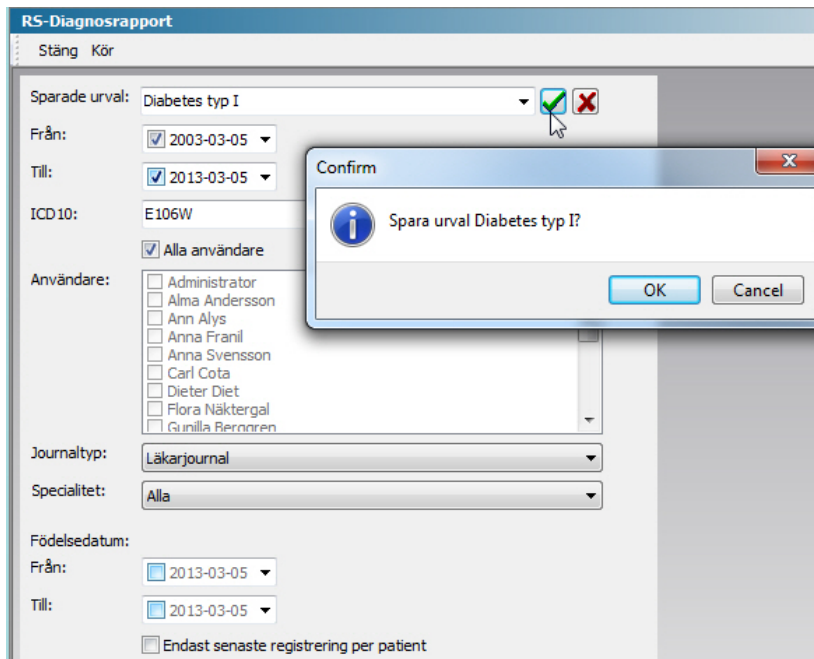 RS-Diagnosrapport
Stäng Kör
Sparade urval: Diabetes typ I
Från: 2003-03-05
Till: 2013-03-05
Confirm
Spara urval Diabetes typ I?
OK Cancel
ICD10: E106W
Alla användare
Användare: Administrator
Alma Andersson
Ann Alys
Anna Franil
Anna Svensson
Carl Cota
Dieter Diet
Flora Näktergal
Gunilla Berggren
Journaltyp: Läkarjournal
Specialitet: Alla
Födelsedatum:
Från: 2013-03-05
Till: 2013-03-05
Endast senaste registrering per patient